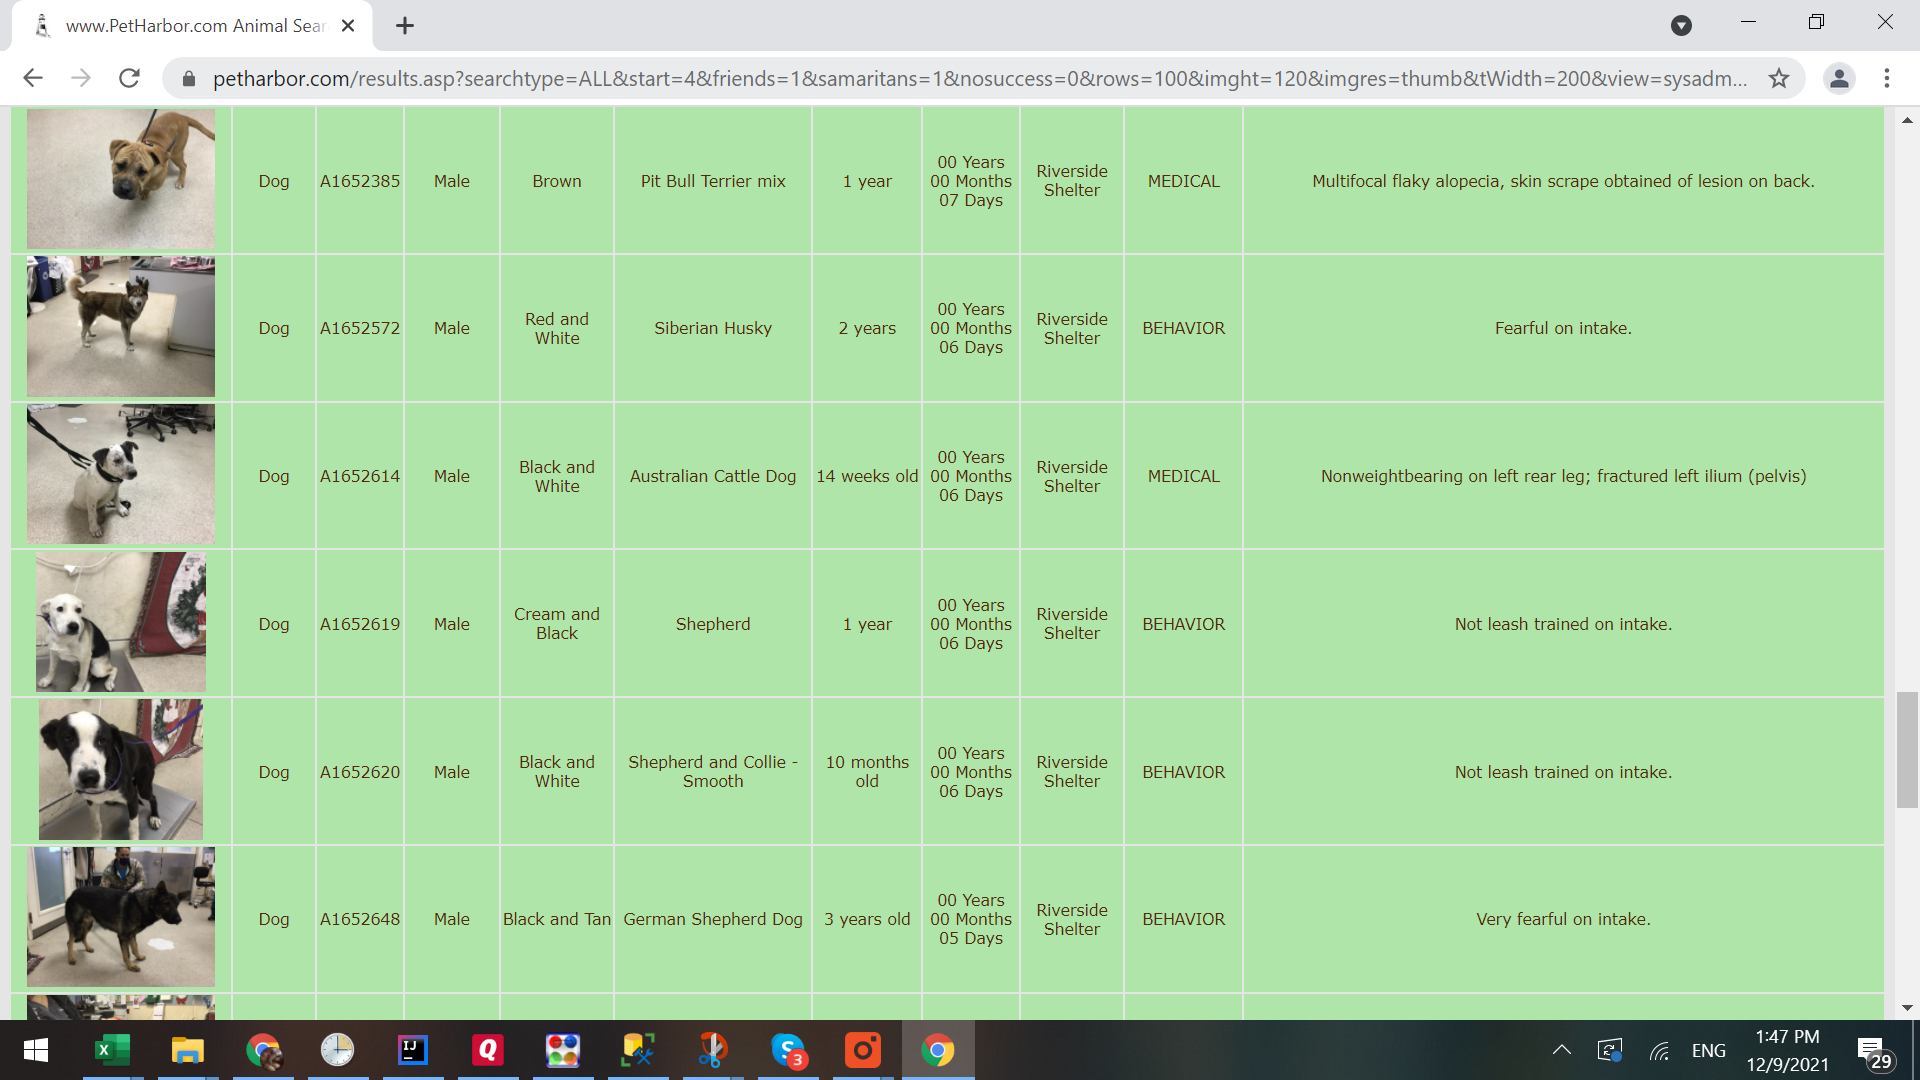 www.PetHarbor.com Animal Sear
petharbor.com/results.asp?searchtype=ALL&start=4&friends=1&samaritans=1&nosuccess=0&rows=100&imght=120&imgres=thumb&tWidth=200&view=sysadm...
Dog A1652385 Male Brown Pit Bull Terrier mix 1 year 00 Years 00 Months 07 Days Riverside Shelter MEDICAL Multifocal flaky alopecia, skin scrape obtained of lesion on back.
Dog A1652572 Male Red and White Siberian Husky 2 years 00 Years 00 Months 06 Days Riverside Shelter BEHAVIOR Fearful on intake.
Dog A1652614 Male Black and White Australian Cattle Dog 14 weeks old 00 Years 00 Months 06 Days Riverside Shelter MEDICAL Nonweightbearing on left rear leg; fractured left ilium (pelvis)
Dog A1652619 Male Cream and Black Shepherd 1 year 00 Years 00 Months 06 Days Riverside Shelter BEHAVIOR Not leash trained on intake.
Dog A1652620 Male Black and White Shepherd and Collie - Smooth 10 months old 00 Years 00 Months 06 Days Riverside Shelter BEHAVIOR Not leash trained on intake.
Dog A1652648 Male Black and Tan German Shepherd Dog 3 years old 00 Years 00 Months 05 Days Riverside Shelter BEHAVIOR Very fearful on intake.
X IJ Q S 3 ENG 1:47 PM
12/9/2021 29